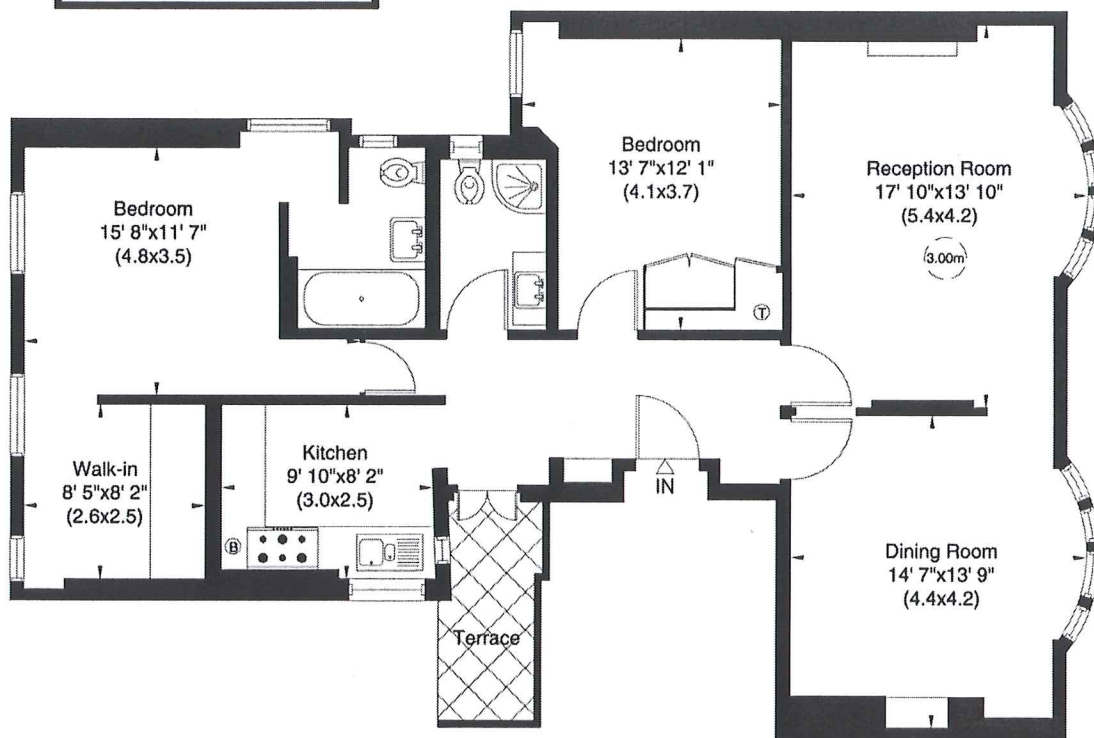 Bedroom
13' 7"x12' 1"
(4.1x3.7)
Reception Room
17' 10"x13' 10"
(5.4x4.2)
3.00m
Bedroom
15' 8"x11' 7"
(4.8x3.5)
T
Walk-in
8' 5"x8' 2"
(2.6x2.5)
Kitchen
9' 10"x8' 2"
(3.0x2.5)
B
IN
Dining Room
14' 7"x13' 9"
(4.4x4.2)
Terrace